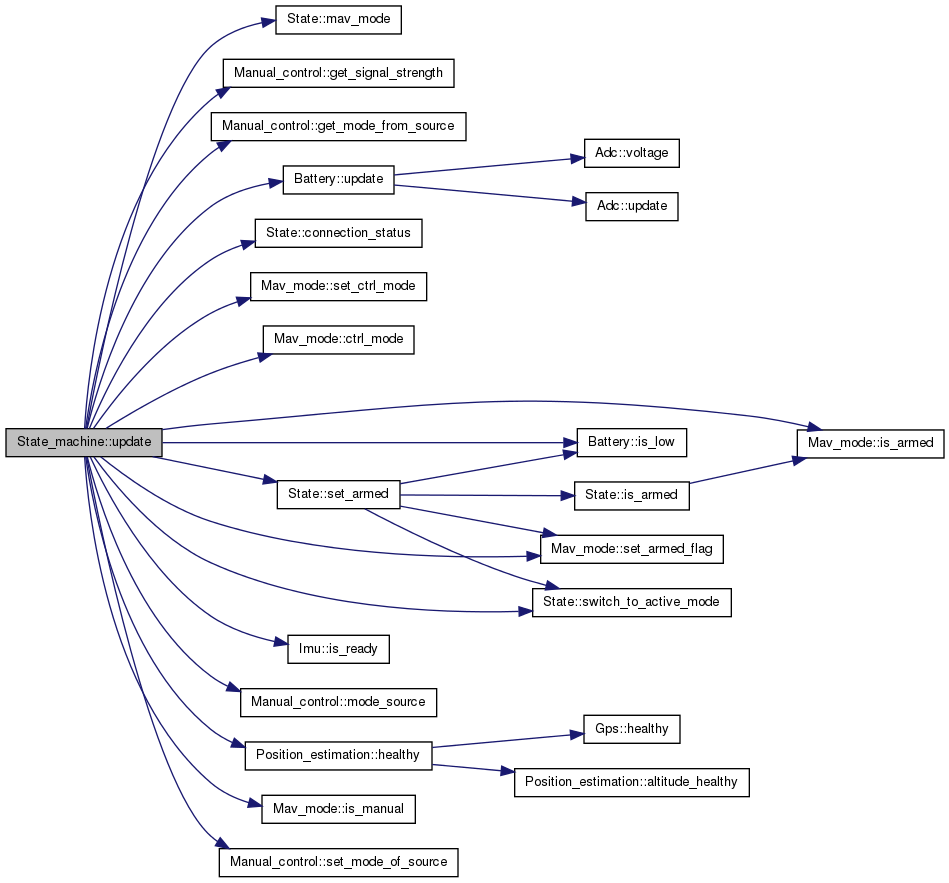 State::mav_mode
Manual_control::get_signal_strength
Manual_control::get_mode_from_source
Battery::update
Adc::voltage
Adc::update
State::connection_status
Mav_mode::set_ctrl_mode
Mav_mode::ctrl_mode
State_machine::update
Battery::is_low
Mav_mode::is_armed
State::set_armed
State::is_armed
Mav_mode::set_armed_flag
State::switch_to_active_mode
Imu::is_ready
Manual_control::mode_source
Position_estimation::healthy
Gps::healthy
Position_estimation::altitude_healthy
Mav_mode::is_manual
Manual_control::set_mode_of_source